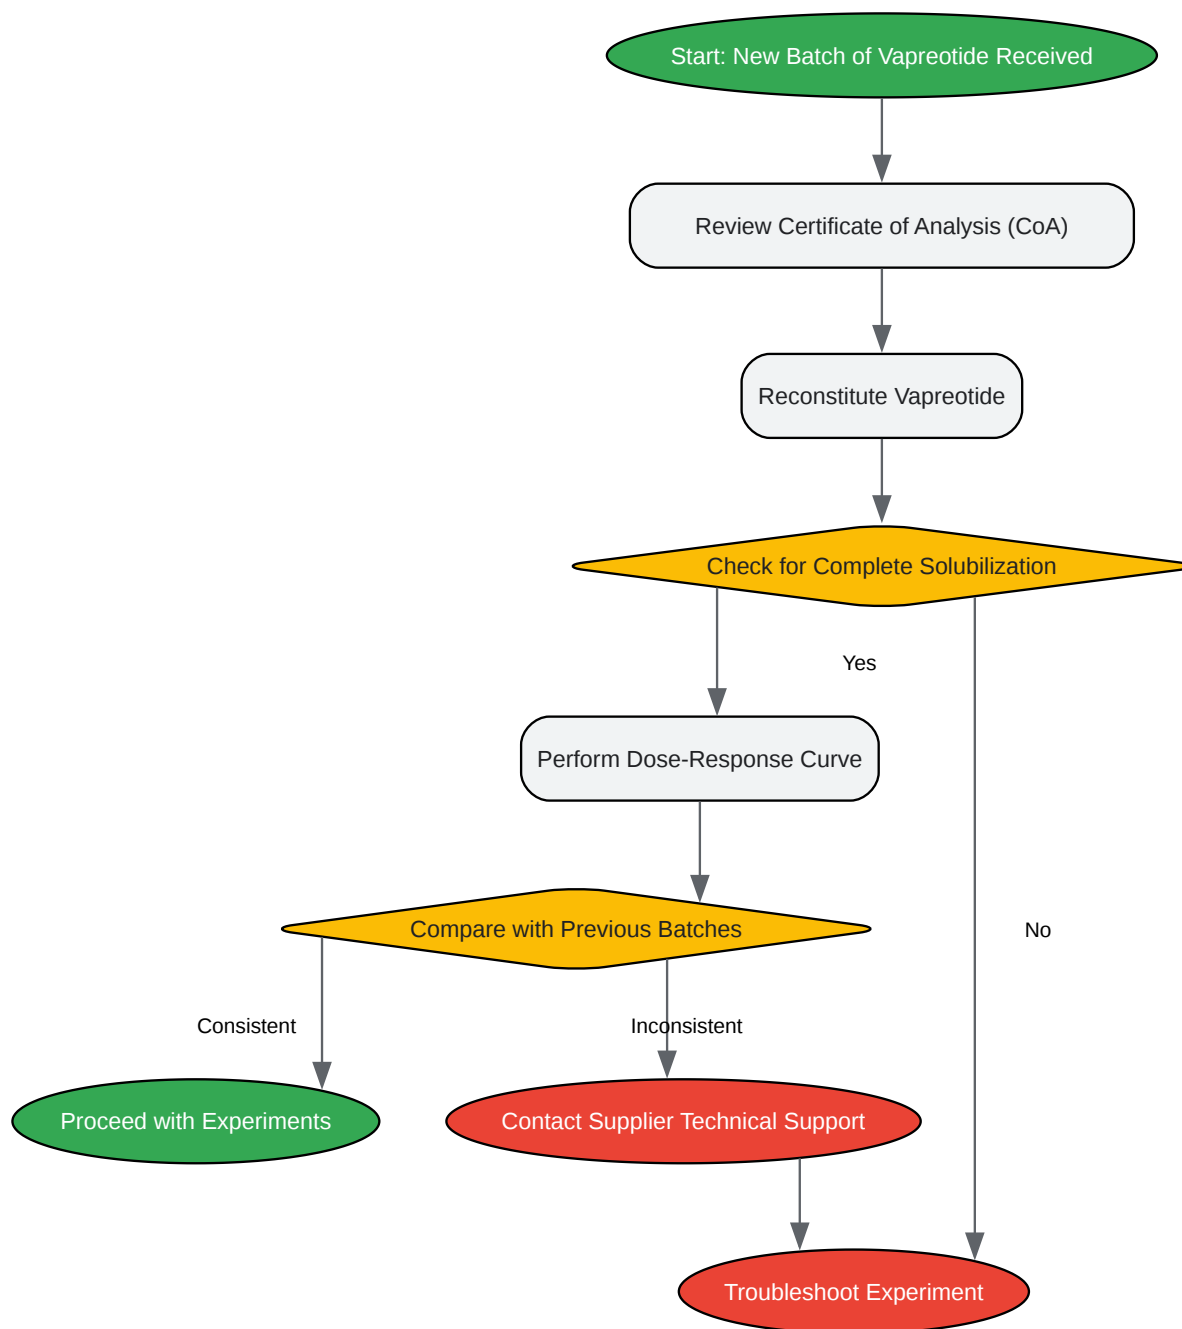 Start: New Batch of Vapreotide Received
Review Certificate of Analysis (CoA)
Reconstitute Vapreotide
Check for Complete Solubilization
Yes
Perform Dose-Response Curve
Compare with Previous Batches
No
Consistent
Inconsistent
Proceed with Experiments
Contact Supplier Technical Support
Troubleshoot Experiment